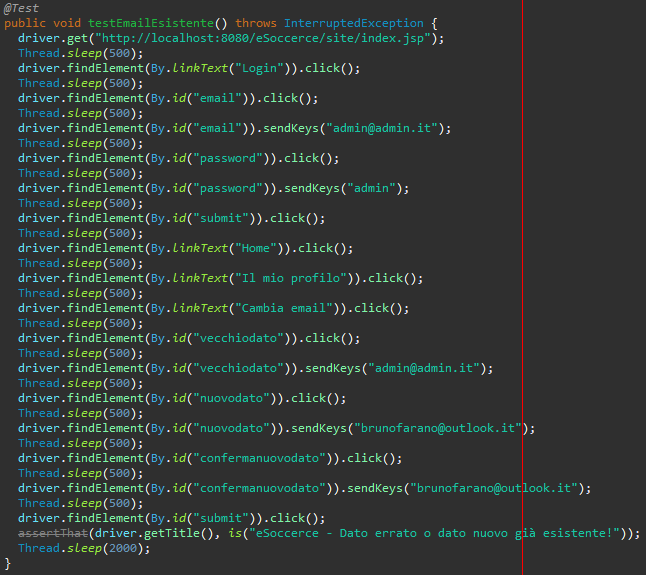 @Test
public void testEmailEsistente() throws InterruptedException {
driver.get("http://localhost:8080/eSoccerce/site/index.jsp");
Thread.sleep(500);
driver.findElement(By.linkText("Login")).click();
Thread.sleep(500);
driver.findElement(By.id("email")).click();
Thread.sleep(500);
driver.findElement(By.id("email")).sendKeys("admin@admin.it");
Thread.sleep(500);
driver.findElement(By.id("password")).click();
Thread.sleep(500);
driver.findElement(By.id("password")).sendKeys("admin");
Thread.sleep(500);
driver.findElement(By.id("submit")).click();
Thread.sleep(500);
driver.findElement(By.linkText("Home")).click();
Thread.sleep(500);
driver.findElement(By.linkText("Il mio profilo")).click();
Thread.sleep(500);
driver.findElement(By.linkText("Cambia email")).click();
Thread.sleep(500);
driver.findElement(By.id("vecchiodato")).click();
Thread.sleep(500);
driver.findElement(By.id("vecchiodato")).sendKeys("admin@admin.it");
Thread.sleep(500);
driver.findElement(By.id("nuovodato")).click();
Thread.sleep(500);
driver.findElement(By.id("nuovodato")).sendKeys("brunofarano@outlook.it");
Thread.sleep(500);
driver.findElement(By.id("confermanuovodato")).click();
Thread.sleep(500);
driver.findElement(By.id("confermanuovodato")).sendKeys("brunofarano@outlook.it");
Thread.sleep(500);
driver.findElement(By.id("submit")).click();
assertThat(driver.getTitle(), is("eSoccerce - Dato errato o dato nuovo già esistente!"));
Thread.sleep(2000);
}